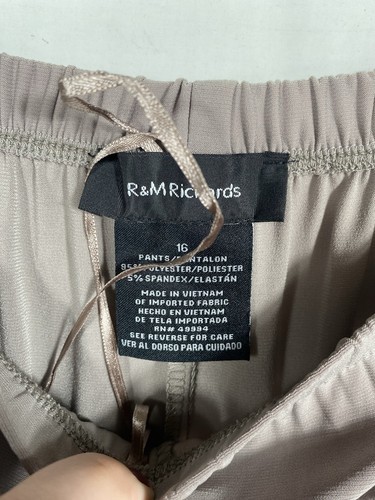 R&MRichards
16
PANTS/PANTALON
95% POLYESTER/POLIESTER
5% SPANDEX/ELASTÁN
MADE IN VIETNAM
OF IMPORTED FABRIC
HECHO EN VIETNAM
DE TELA IMPORTADA
RN# 49994
SEE REVERSE FOR CARE
VER AL DORSO PARA CUIDADO